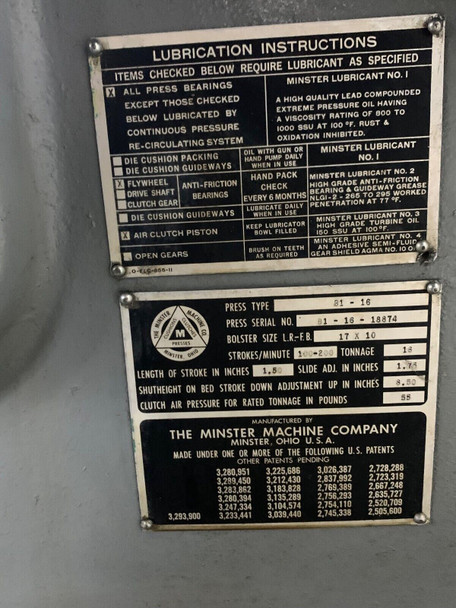 LUBRICATION INSTRUCTIONS
ITEMS CHECKED BELOW REQUIRE LUBRICANT AS SPECIFIED
X ALL PRESS BEARINGS
EXCEPT THOSE CHECKED
BELOW LUBRICATED BY
CONTINUOUS PRESSURE
RE-CIRCULATING SYSTEM
MINSTER LUBRICANT NO. I
A HIGH QUALITY LEAD COMPOUNDED
EXTREME PRESSURE OIL HAVING
A VISCOSITY RATING OF 800 TO
1000 SSU AT 100 °F. RUST &
OXIDATION INHIBITED.
DIE CUSHION PACKING
DIE CUSHION GUIDEWAYS
OIL WITH GUN OR
HAND PUMP DAILY
WHEN IN USE
MINSTER LUBRICANT
NO. I
X FLYWHEEL
DRIVE SHAFT
CLUTCH GEAR
ANTI-FRICTION
BEARINGS
HAND PACK
CHECK
EVERY 6 MONTHS
MINSTER LUBRICANT NO. 2
HIGH GRADE ANTI-FRICTION
BEARING & GUIDEWAY GREASE
NLGI-2-265 TO 295 WORKED
PENETRATION AT 77 °F.
DIE CUSHION GUIDEWAYS
LUBRICATE DAILY
WHEN IN USE
X AIR CLUTCH PISTON
KEEP LUBRICATOR
BOWL FILLED
MINSTER LUBRICANT NO. 3
HIGH GRADE TURBINE OIL
150 SSU AT 100°F.
OPEN GEARS
BRUSH ON TEETH
AS REQUIRED
MINSTER LUBRICANT NO. 4
AN ADHESIVE SEMI-FLUID
GEAR SHIELD AGMA NO. 10 C
THE MINSTER MACHINE CO.
M
PRESSES
MINSTER, OHIO
PRESS TYPE 81 - 16
PRESS SERIAL NO. 81 - 16 - 18874
BOLSTER SIZE L.R.-F.B. 17 X 10
STROKES/MINUTE 100-200 TONNAGE 16
LENGTH OF STROKE IN INCHES 1.50 SLIDE ADJ. IN INCHES 1.75
SHUTHEIGHT ON BED STROKE DOWN ADJUSTMENT UP IN INCHES 8.50
CLUTCH AIR PRESSURE FOR RATED TONNAGE IN POUNDS 55
MANUFACTURED BY
THE MINSTER MACHINE COMPANY
MINSTER, OHIO U.S.A.
MADE UNDER ONE OR MORE OF THE FOLLOWING U.S. PATENTS
OTHER PATENTS PENDING
3,280,951 3,225,686 3,026,387 2,728,288
3,299,450 3,212,430 2,837,992 2,723,319
3,283,862 3,183,828 2,769,389 2,667,248
3,280,394 3,135,289 2,756,293 2,635,727
3,247,334 3,104,574 2,754,110 2,520,709
3,293,900 3,233,441 3,039,440 2,745,338 2,505,600